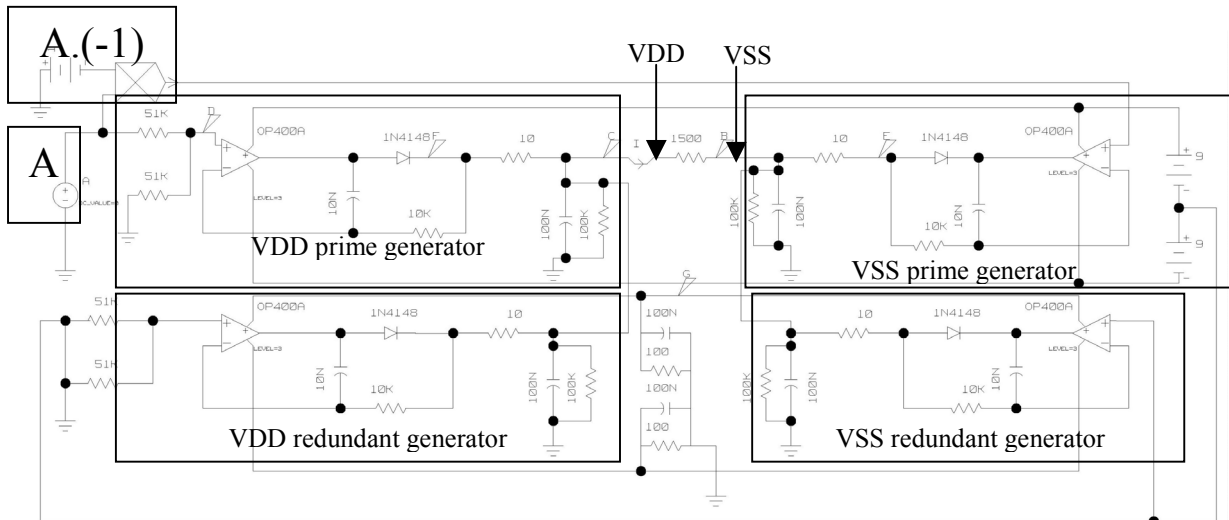 A.(-1)
VDD
VSS
51K
D
OP400A
1N4148
F
10
C
I
1500
B
10
E
1N4148
OP400A
9
A
A
51K
LEVEL=3
10N
10K
100N
100K
100K
100N
10K
10N
LEVEL=3
9
VDD prime generator
VSS prime generator
G
51K
OP400A
1N4148
10
100N
10
1N4148
OP400A
51K
LEVEL=3
10N
10K
100N
100K
100
100N
100
100K
100N
10K
10N
LEVEL=3
VDD redundant generator
VSS redundant generator